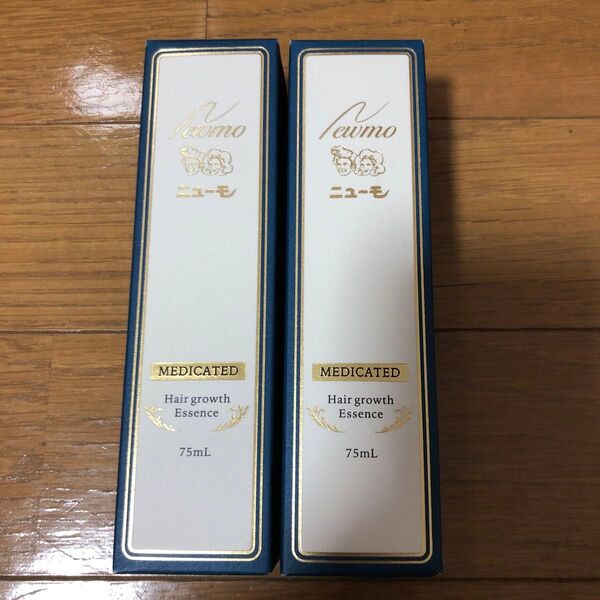 Newmo
ニューモ
MEDICATED
Hair growth
Essence
75mL
Newmo
ニューモ
MEDICATED
Hair growth
Essence
75mL